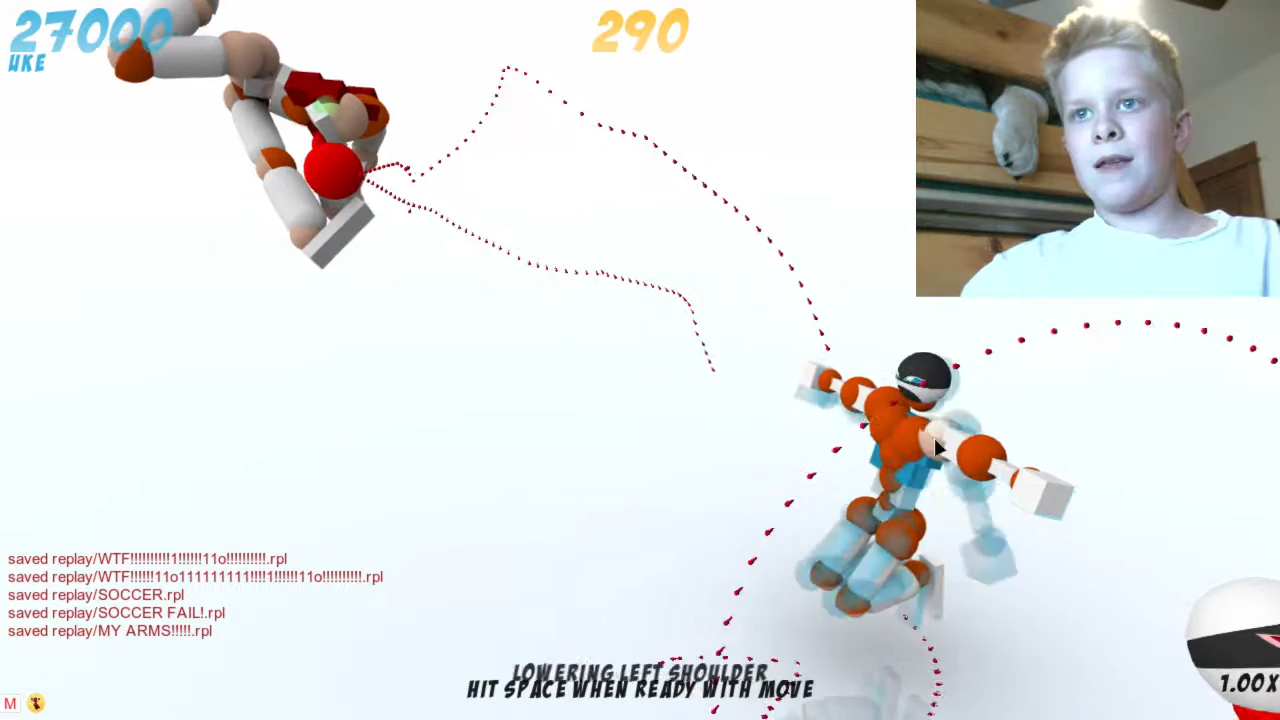 27000
UKE
290
saved replay/WTF!!!!!!!!!!1!!!!!!11o!!!!!!!!!!.rpl
saved replay/WTF!!!!!!11o111111111!!!!1!!!!!!11o!!!!!!!!!!.rpl
saved replay/SOCCER.rpl
saved replay/SOCCER FAIL!.rpl
saved replay/MY ARMS!!!!!.rpl
LOWERING LEFT SHOULDER
HIT SPACE WHEN READY WITH MOVE
M
1.00X